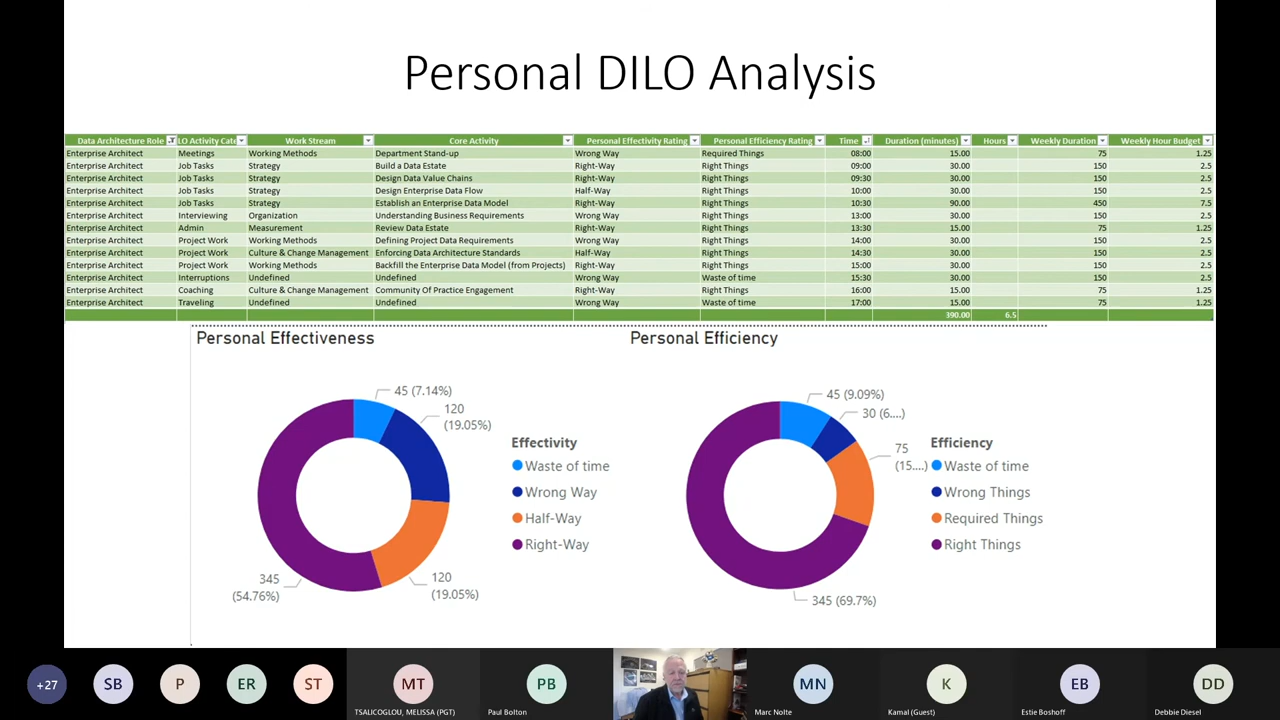 Personal DILO Analysis
Data Architecture Role LO Activity Cate Work Stream Core Activity Personal Effectivity Rating Personal Efficiency Rating Time Duration (minutes) Hours Weekly Duration Weekly Hour Budget
Enterprise Architect Meetings Working Methods Department Stand-up Wrong Way Required Things 08:00 15.00 75 1.25
Enterprise Architect Job Tasks Strategy Build a Data Estate Right-Way Right Things 09:00 30.00 150 2.5
Enterprise Architect Job Tasks Strategy Design Data Value Chains Right-Way Right Things 09:30 30.00 150 2.5
Enterprise Architect Job Tasks Strategy Design Enterprise Data Flow Half-Way Right Things 10:00 30.00 150 2.5
Enterprise Architect Job Tasks Strategy Establish an Enterprise Data Model Right-Way Right Things 10:30 90.00 450 7.5
Enterprise Architect Interviewing Organization Understanding Business Requirements Wrong Way Right Things 13:00 30.00 150 2.5
Enterprise Architect Admin Measurement Review Data Estate Right-Way Right Things 13:30 15.00 75 1.25
Enterprise Architect Project Work Working Methods Defining Project Data Requirements Wrong Way Right Things 14:00 30.00 150 2.5
Enterprise Architect Project Work Culture & Change Management Enforcing Data Architecture Standards Half-Way Right Things 14:30 30.00 150 2.5
Enterprise Architect Project Work Working Methods Backfill the Enterprise Data Model (from Projects) Right-Way Right Things 15:00 30.00 150 2.5
Enterprise Architect Interruptions Undefined Undefined Wrong Way Waste of time 15:30 30.00 150 2.5
Enterprise Architect Coaching Culture & Change Management Community Of Practice Engagement Right-Way Right Things 16:00 15.00 75 1.25
Enterprise Architect Traveling Undefined Undefined Wrong Way Waste of time 17:00 15.00 75 1.25
390.00 6.5
Personal Effectiveness
45 (7.14%)
120
(19.05%)
120
(19.05%)
345
(54.76%)
Effectivity
Waste of time
Wrong Way
Half-Way
Right-Way
Personal Efficiency
45 (9.09%)
30 (6....)
75
(15....)
345 (69.7%)
Efficiency
Waste of time
Wrong Things
Required Things
Right Things
+27
SB
P
ER
ST
MT
TSALICOGLOU, MELISSA (PGT)
PB
Paul Bolton
MN
Marc Nolte
K
Kamal (Guest)
EB
Estie Boshoff
DD
Debbie Diesel